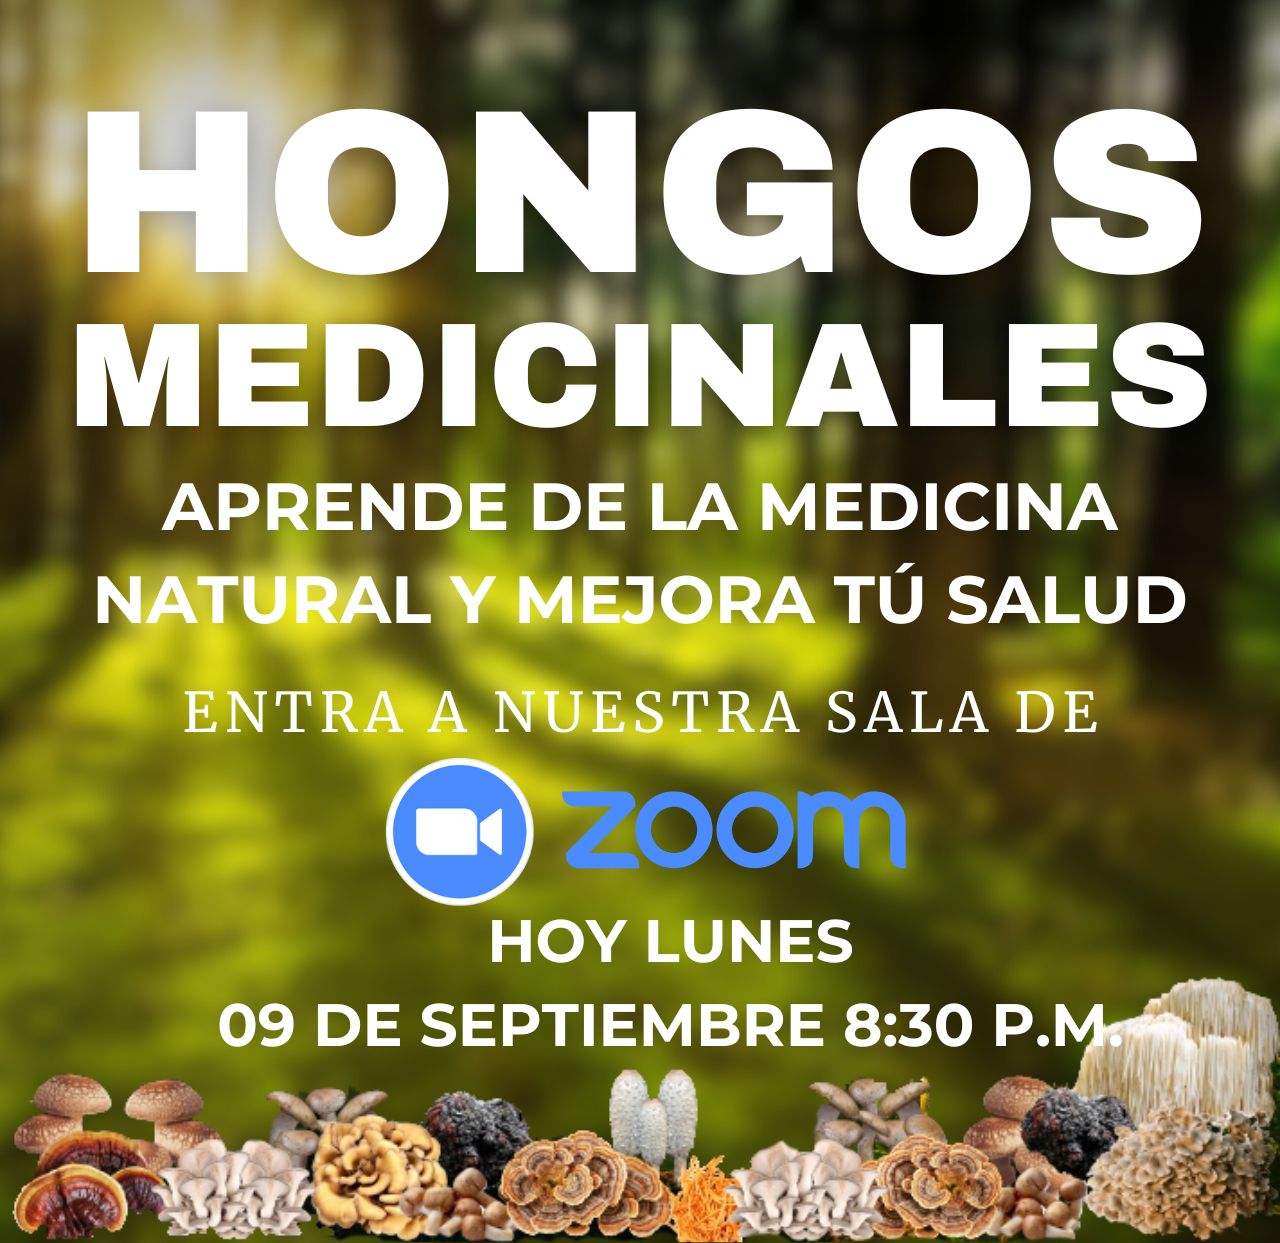 HONGOS
MEDICINALES
APRENDE DE LA MEDICINA
NATURAL Y MEJORA TÚ SALUD
ENTRA A NUESTRA SALA DE
zoom
HOY LUNES
09 DE SEPTIEMBRE 8:30 P.M.